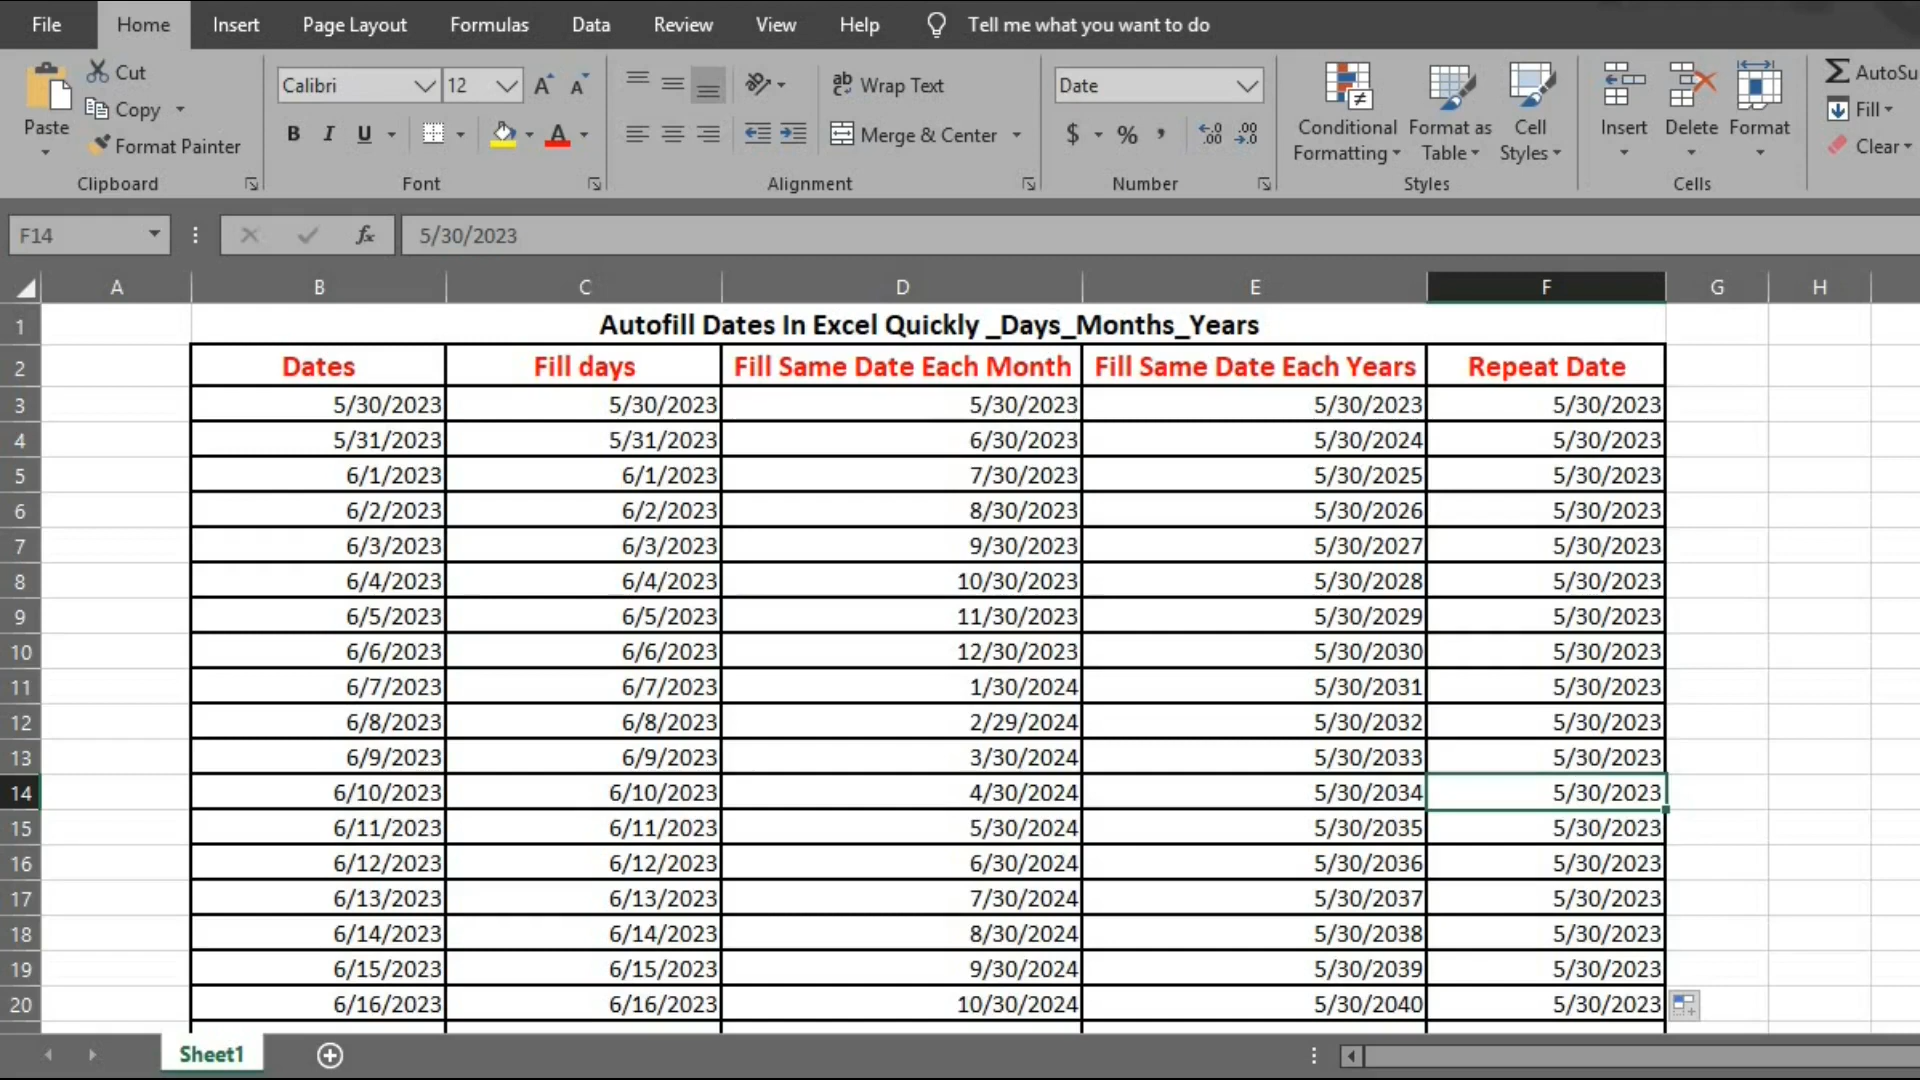 File Home Insert Page Layout Formulas Data Review View Help Tell me what you want to do
Paste
Cut
Copy
Format Painter
Clipboard
Calibri 12
B I U
Font
Wrap Text
Merge & Center
Alignment
Date
$ % ,
Number
Conditional Formatting
Format as Table
Cell Styles
Styles
Insert Delete Format
Cells
AutoSu
Fill
Clear
F14 fx 5/30/2023
A B C D E F G H
1 Autofill Dates In Excel Quickly _Days_Months_Years
2 Dates Fill days Fill Same Date Each Month Fill Same Date Each Years Repeat Date
3 5/30/2023 5/30/2023 5/30/2023 5/30/2023 5/30/2023
4 5/31/2023 5/31/2023 6/30/2023 5/30/2024 5/30/2023
5 6/1/2023 6/1/2023 7/30/2023 5/30/2025 5/30/2023
6 6/2/2023 6/2/2023 8/30/2023 5/30/2026 5/30/2023
7 6/3/2023 6/3/2023 9/30/2023 5/30/2027 5/30/2023
8 6/4/2023 6/4/2023 10/30/2023 5/30/2028 5/30/2023
9 6/5/2023 6/5/2023 11/30/2023 5/30/2029 5/30/2023
10 6/6/2023 6/6/2023 12/30/2023 5/30/2030 5/30/2023
11 6/7/2023 6/7/2023 1/30/2024 5/30/2031 5/30/2023
12 6/8/2023 6/8/2023 2/29/2024 5/30/2032 5/30/2023
13 6/9/2023 6/9/2023 3/30/2024 5/30/2033 5/30/2023
14 6/10/2023 6/10/2023 4/30/2024 5/30/2034 5/30/2023
15 6/11/2023 6/11/2023 5/30/2024 5/30/2035 5/30/2023
16 6/12/2023 6/12/2023 6/30/2024 5/30/2036 5/30/2023
17 6/13/2023 6/13/2023 7/30/2024 5/30/2037 5/30/2023
18 6/14/2023 6/14/2023 8/30/2024 5/30/2038 5/30/2023
19 6/15/2023 6/15/2023 9/30/2024 5/30/2039 5/30/2023
20 6/16/2023 6/16/2023 10/30/2024 5/30/2040 5/30/2023
Sheet1